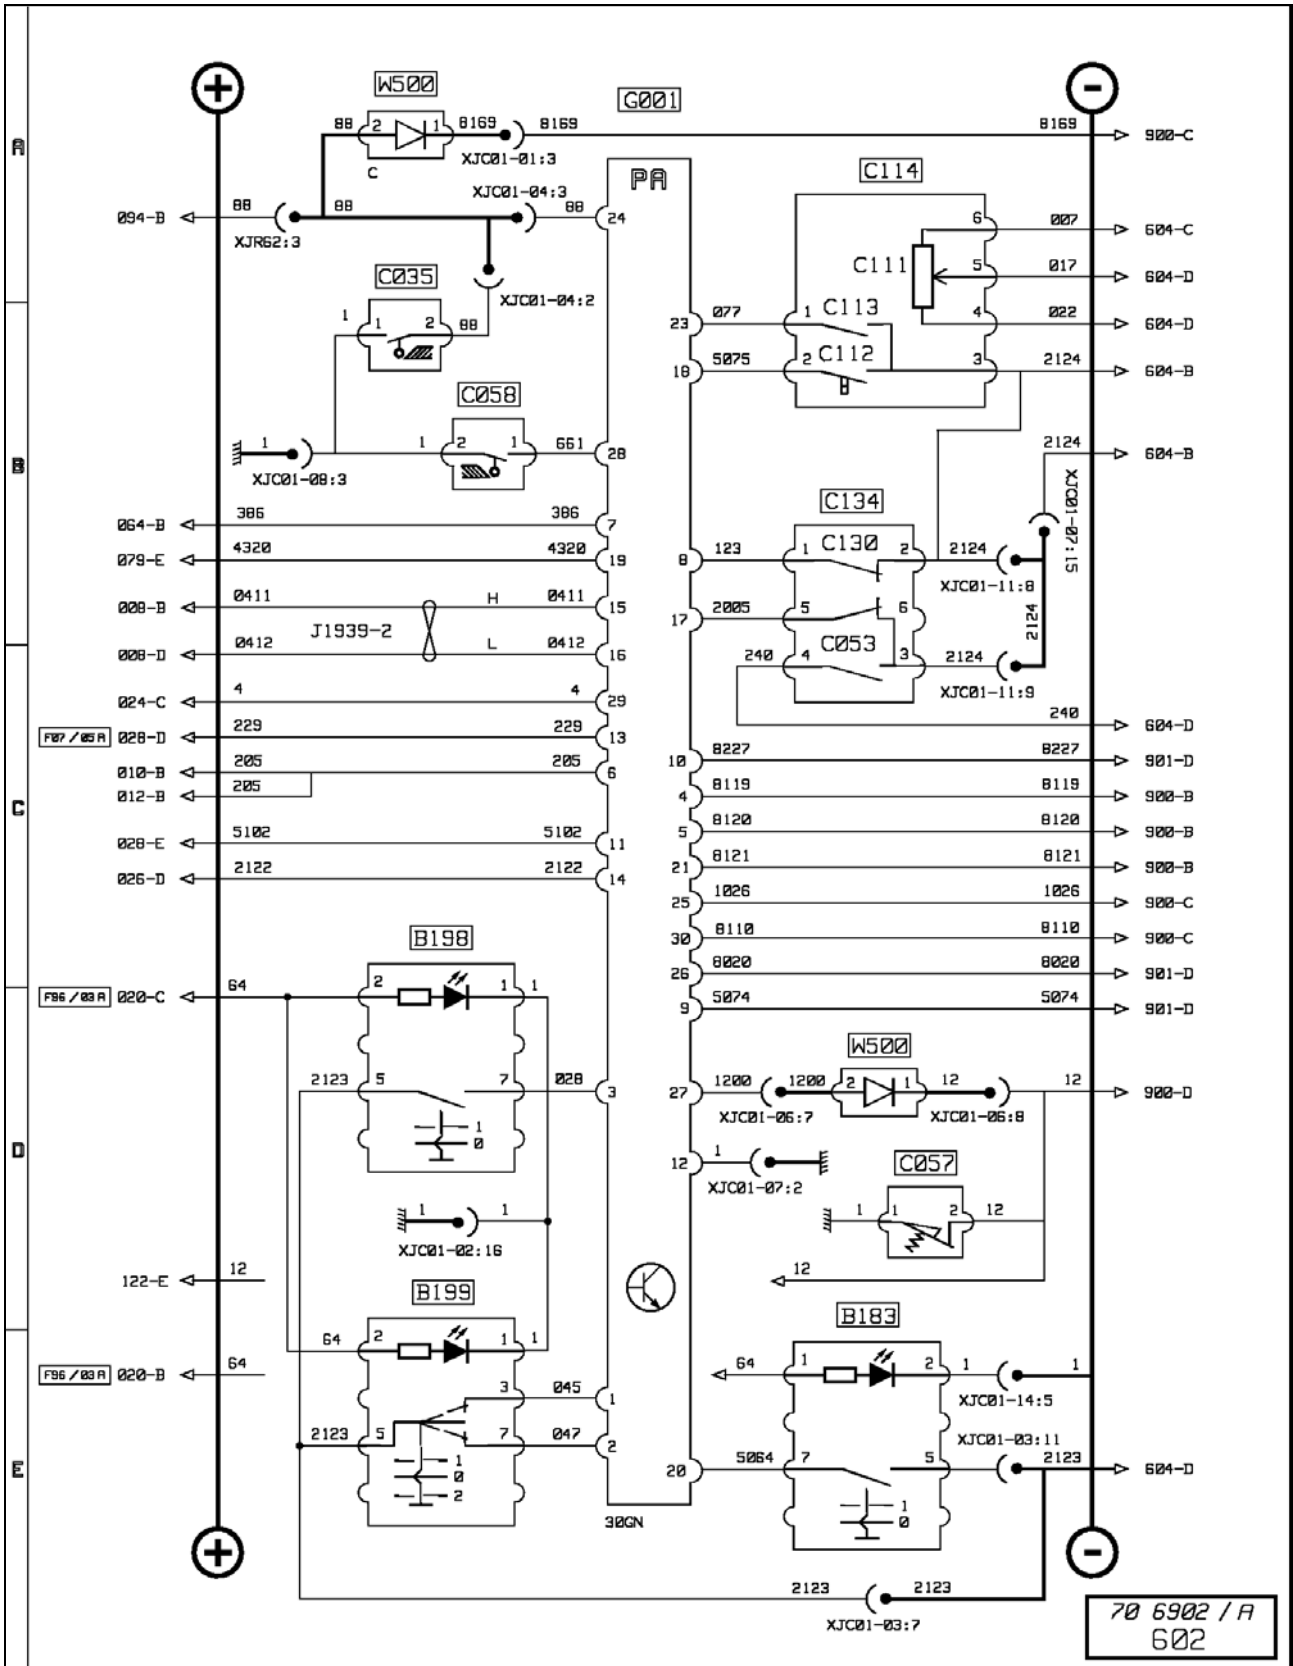 W500
G001
88 2 1 8169 8169 8169 900-C
A
XJC01-01:3
C
PA
C114
XJC01-04:3
094-B 88 88 88 24
XJR62:3
6 007 604-C
C111 5 017 604-D
C035
XJC01-04:2
1 1 2 88
4 022 604-D
23 077 1 C113
18 5075 2 C112 3 2124 604-B
C058
B
1 1 2 1 661 28
XJC01-08:3
2124 604-B
XJC01-07:15
C134
064-B 386 386 7
079-E 4320 4320 19
8 123 1 C130 2 2124
XJC01-11:8
008-B 0411 H 0411 15
J1939-2
17 2005 5 6
2124
008-D 0412 L 0412 16
C053
240 4 3 2124
XJC01-11:9
024-C 4 4 29
F07/05A 028-D 229 229 13
240 604-D
010-B 205 205 6
012-B 205
10 8227 8227 901-D
C
4 8119 8119 900-B
028-E 5102 5102 11
5 8120 8120 900-B
026-D 2122 2122 14
21 8121 8121 900-B
25 1026 1026 900-C
B198
30 8110 8110 900-C
26 8020 8020 901-D
F96/03A 020-C 64 2 1 1
9 5074 5074 901-D
W500
2123 5 7 028 3
27 1200 1200 2 1 12 12 900-D
XJC01-06:7 XJC01-06:8
1
0
D
12 1
XJC01-07:2
C057
1 1
XJC01-02:16
1 1 2 12
122-E 12
12
B199
B183
64 2 1 1
F96/03A 020-B 64
64 1 2 1 1
XJC01-14:5
3 045 1
2123 5 7 047 2
XJC01-03:11
E
1
0
2
20 5064 7 5 2123 604-D
1
0
30GN
2123 2123
XJC01-03:7
70 6902 / A
602